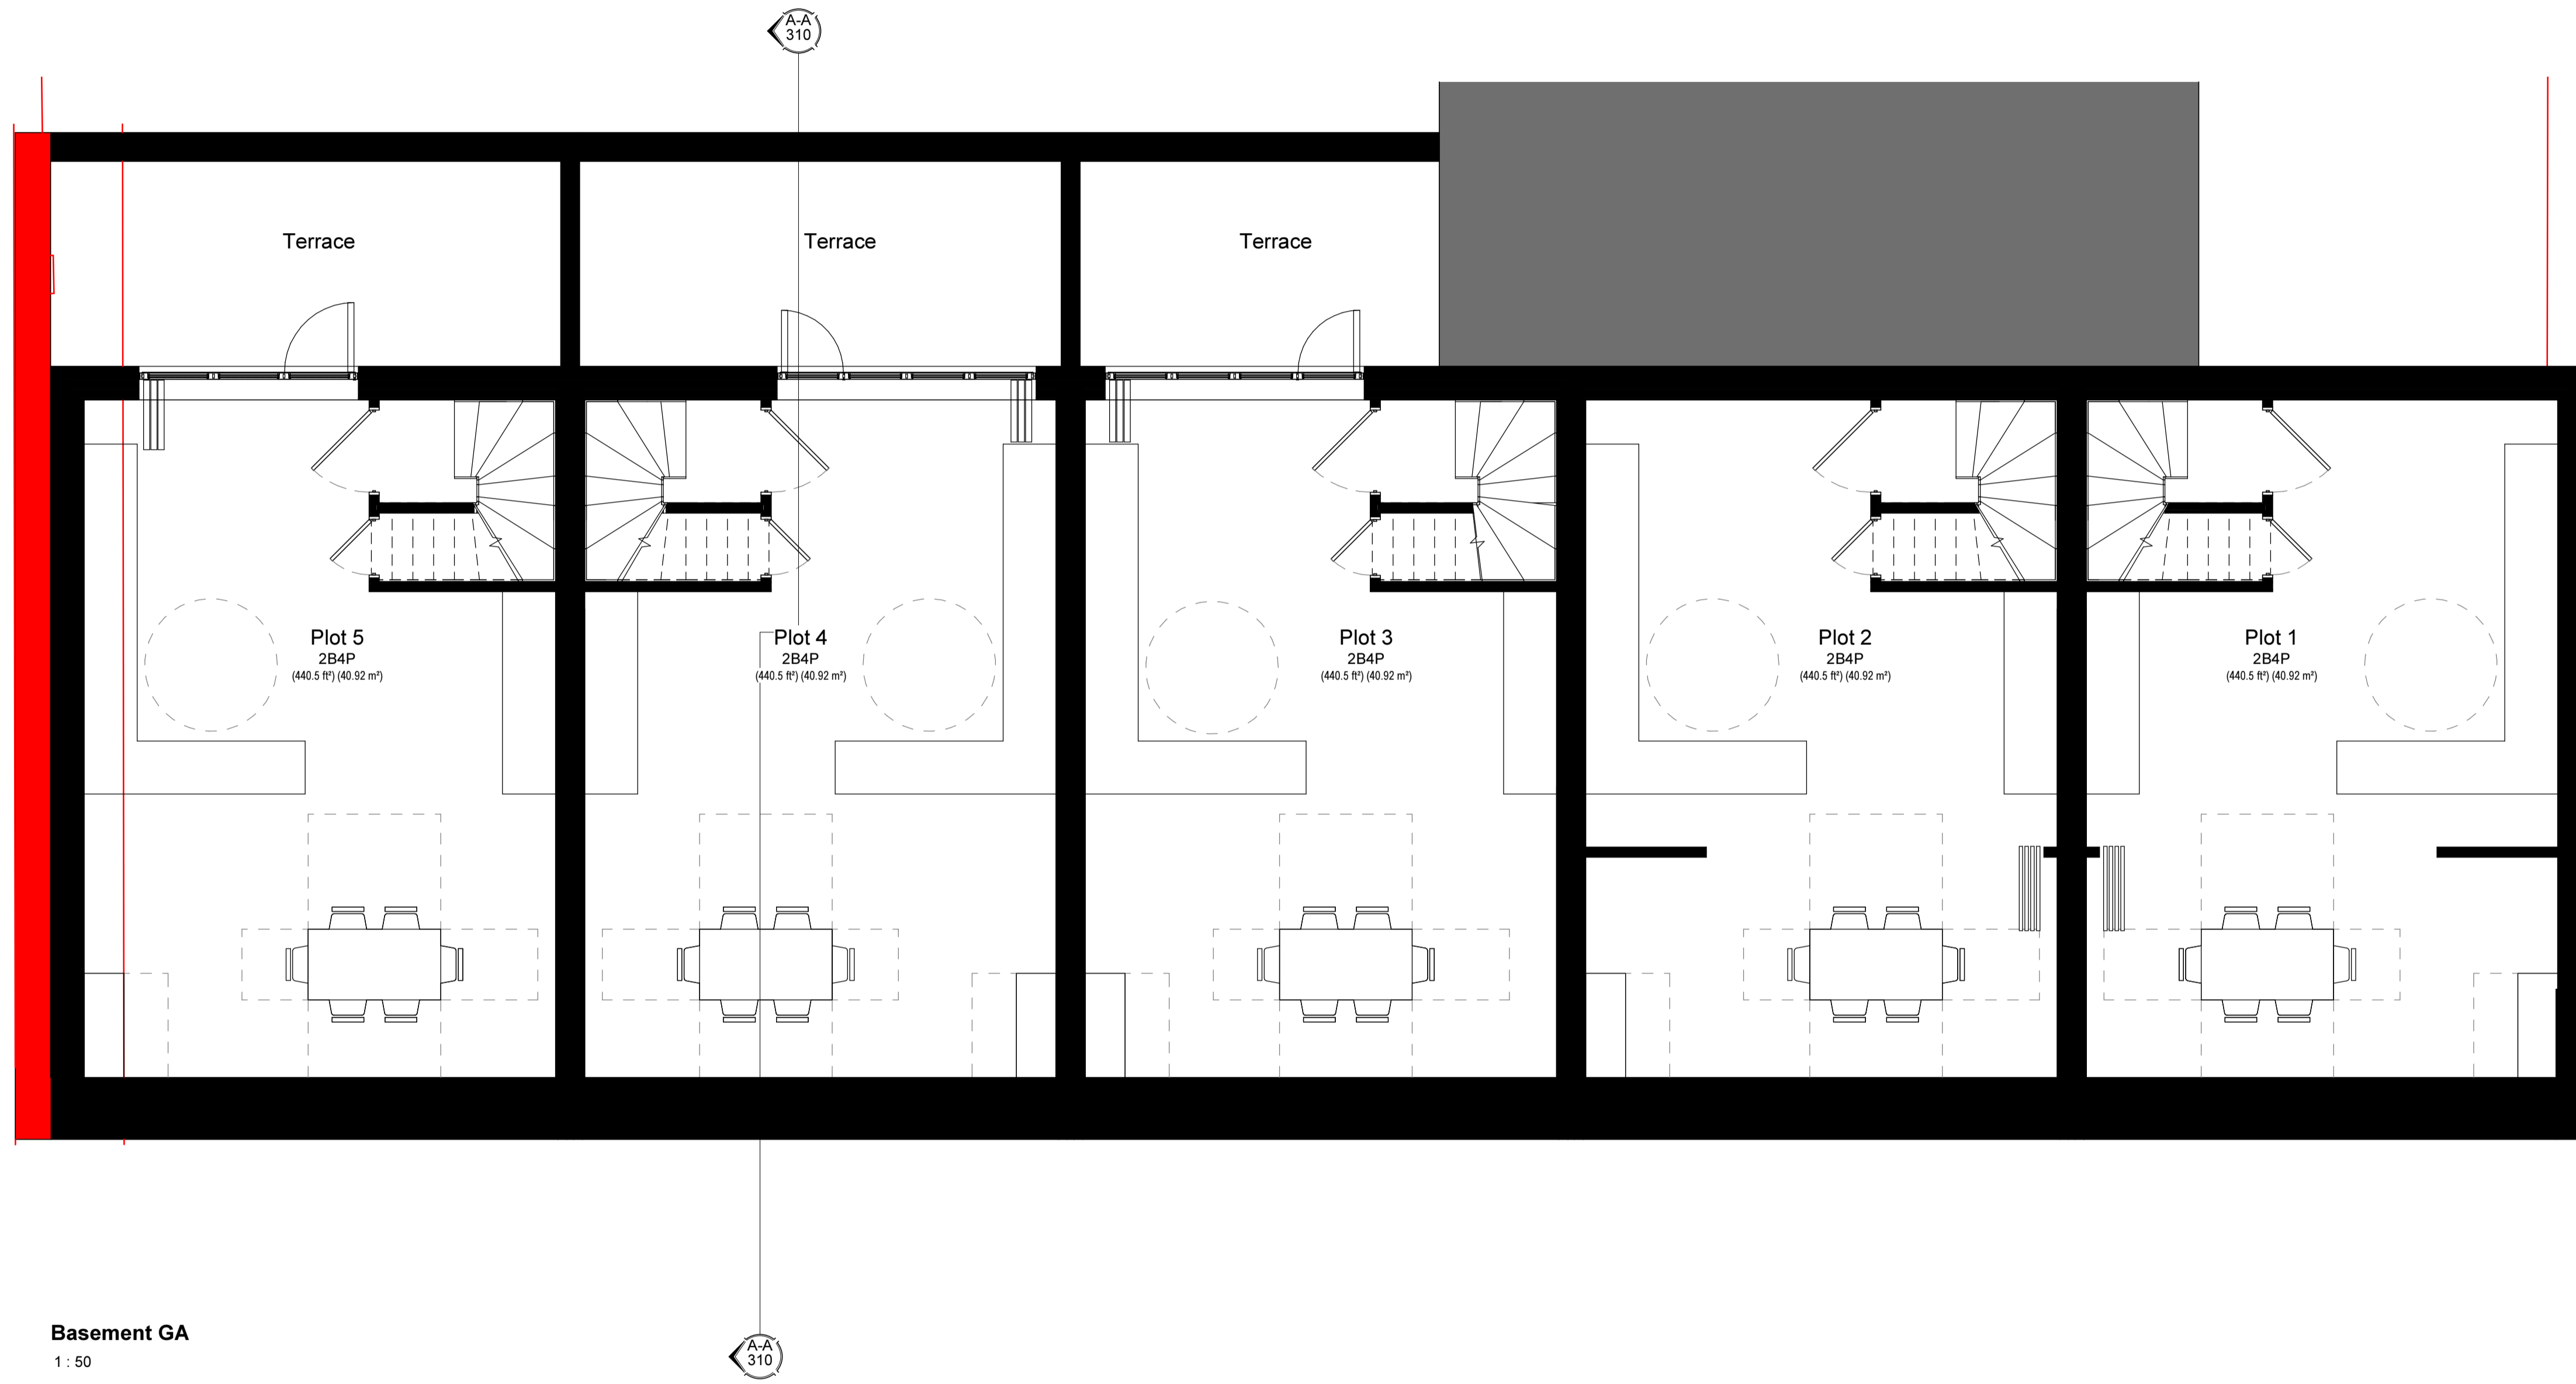 A-A
310
Terrace
Terrace
Terrace
Plot 5
2B4P
(440.5 ft²) (40.92 m²)
Plot 4
2B4P
(440.5 ft²) (40.92 m²)
Plot 3
2B4P
(440.5 ft²) (40.92 m²)
Plot 2
2B4P
(440.5 ft²) (40.92 m²)
Plot 1
2B4P
(440.5 ft²) (40.92 m²)
Basement GA
1 : 50
A-A
310